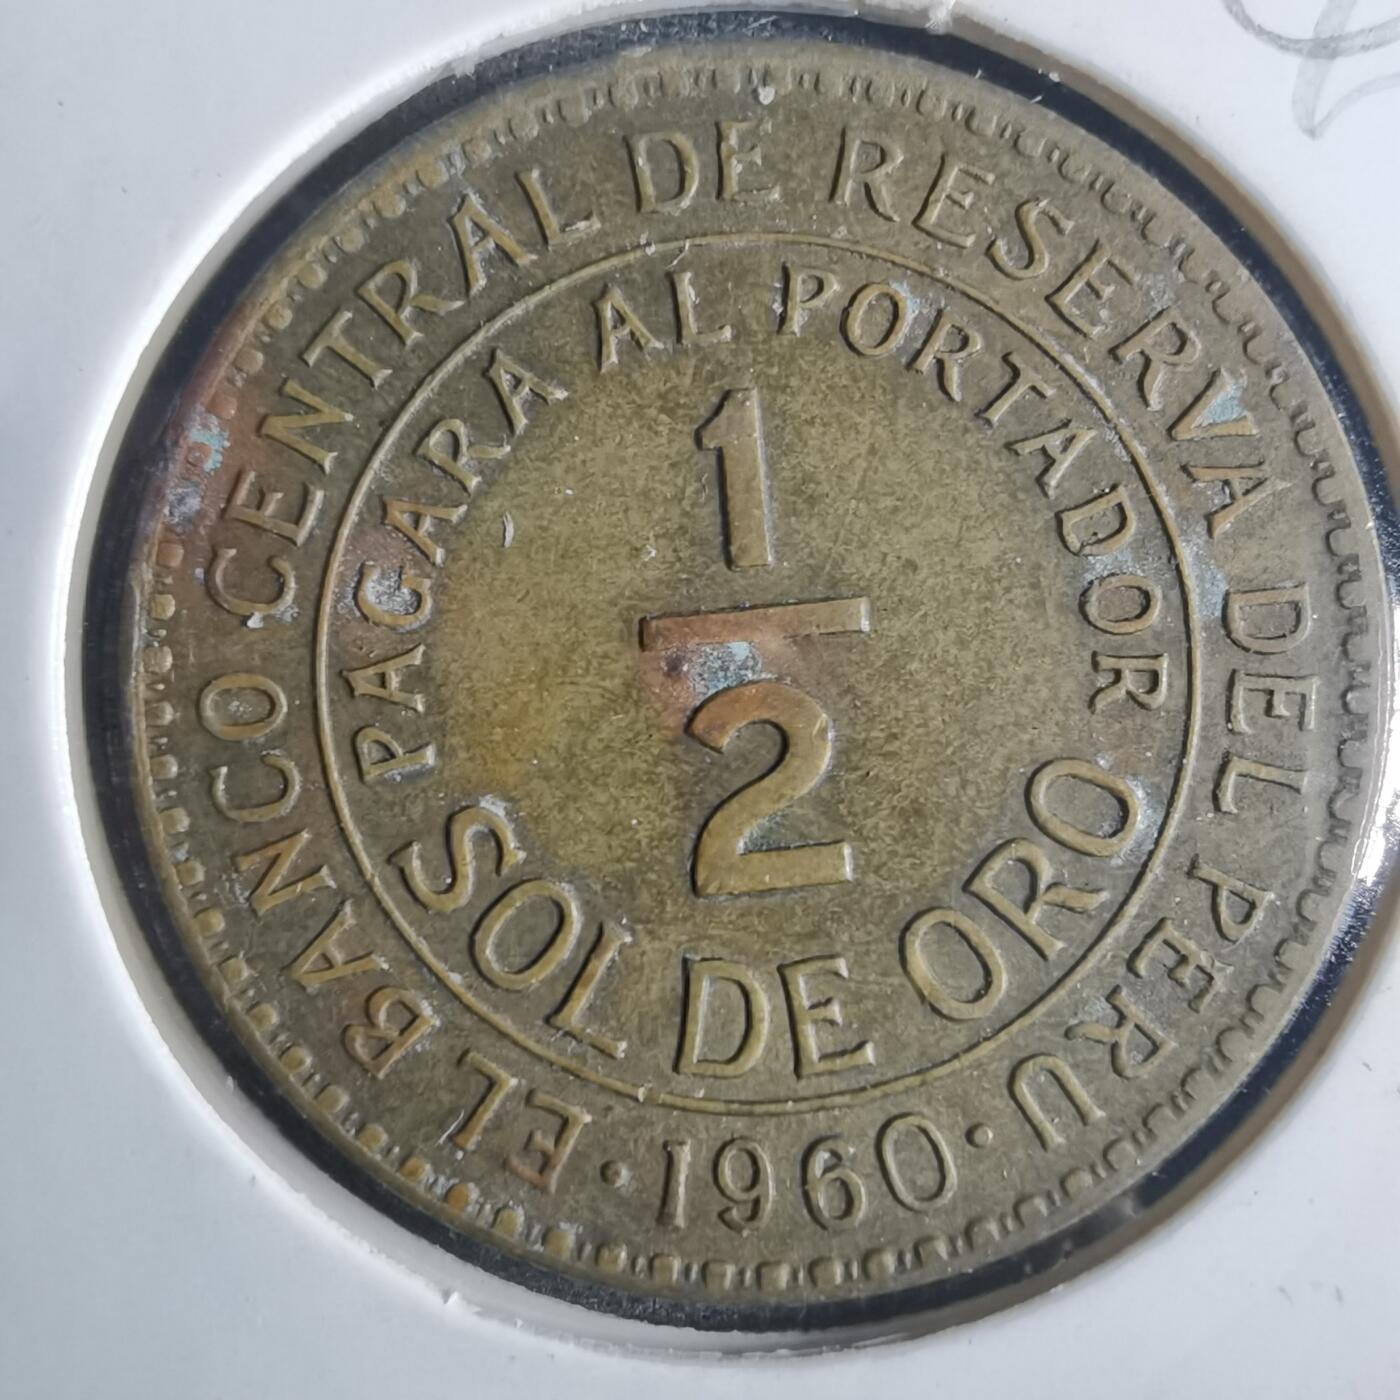 EL BANCO CENTRAL DE RESERVA DEL PERU
PAGARA AL PORTADOR
1
2
SOL DE ORO
· 1960 ·